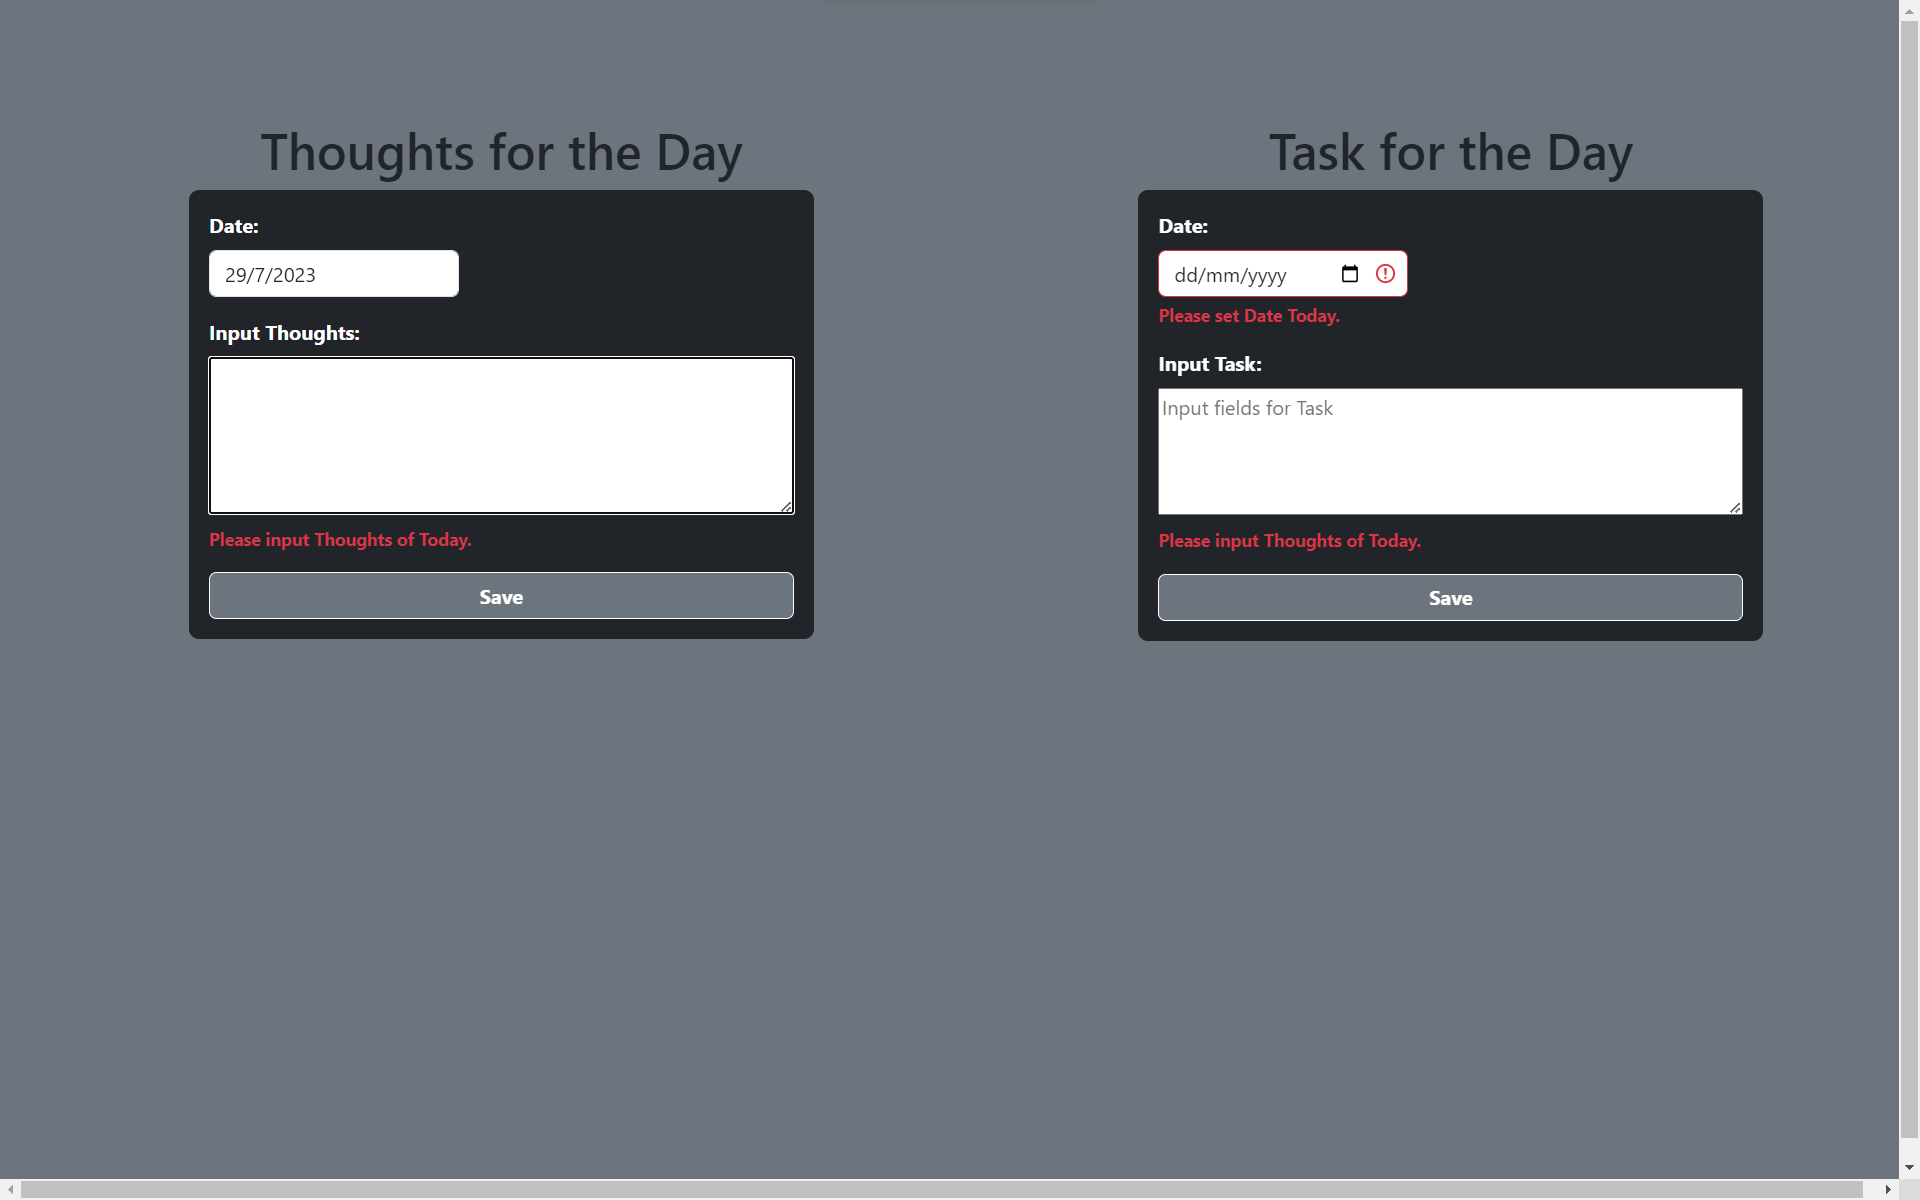 Thoughts for the Day
Date:
29/7/2023
Input Thoughts:
Please input Thoughts of Today.
Save
Task for the Day
Date:
dd/mm/yyyy
Please set Date Today.
Input Task:
Input fields for Task
Please input Thoughts of Today.
Save